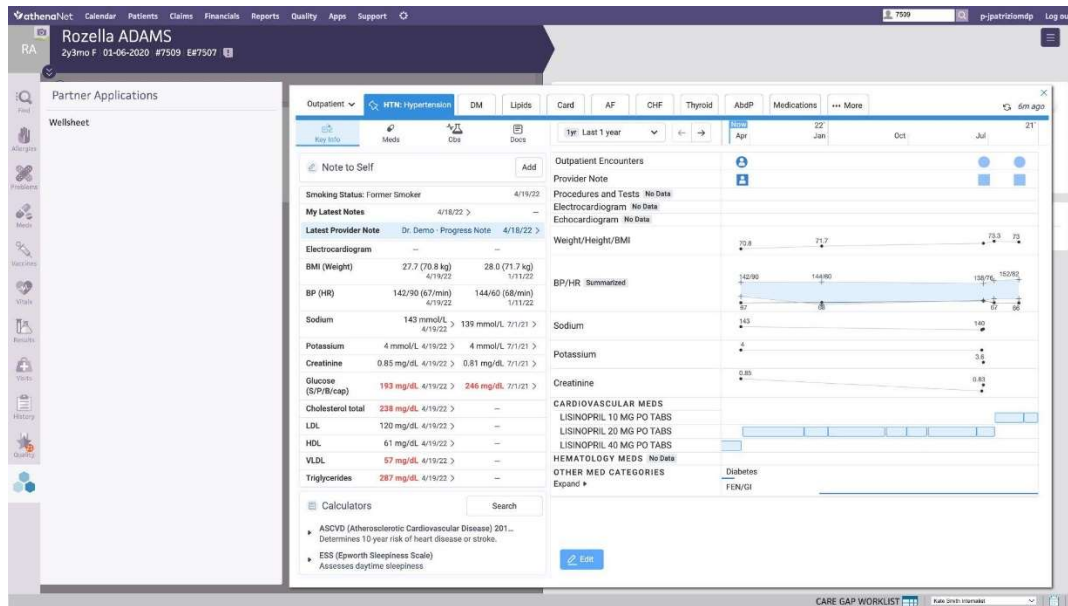 athenaNet Calendar Patients Claims Financials Reports Quality Apps Support
7509 p-jpatriziomdp Log ou
RA
Rozella ADAMS
2y3mo F 01-06-2020 #7509 E#7507
Find
Allergies
Problems
Meds
Vaccines
Vitals
Results
Visits
History
Quality
Partner Applications
Wellsheet
Outpatient HTN: Hypertension DM Lipids Card AF CHF Thyroid AbdP Medications ••• More
6m ago
Key Info Meds Obs Docs
1yr Last 1 year
Now 22' 21'
Apr Jan Oct Jul
Note to Self Add
Smoking Status: Former Smoker 4/19/22
My Latest Notes 4/18/22 > –
Latest Provider Note Dr. Demo - Progress Note 4/18/22 >
Electrocardiogram – –
BMI (Weight) 27.7 (70.8 kg) 28.0 (71.7 kg)
4/19/22 1/11/22
BP (HR) 142/90 (67/min) 144/60 (68/min)
4/19/22 1/11/22
Sodium 143 mmol/L 4/19/22 > 139 mmol/L 7/1/21 >
Potassium 4 mmol/L 4/19/22 > 4 mmol/L 7/1/21 >
Creatinine 0.85 mg/dL 4/19/22 > 0.81 mg/dL 7/1/21 >
Glucose
(S/P/B/cap) 193 mg/dL 4/19/22 > 246 mg/dL 7/1/21 >
Cholesterol total 238 mg/dL 4/19/22 > –
LDL 120 mg/dL 4/19/22 > –
HDL 61 mg/dL 4/19/22 > –
VLDL 57 mg/dL 4/19/22 > –
Triglycerides 287 mg/dL 4/19/22 > –
Calculators Search
ASCVD (Atherosclerotic Cardiovascular Disease) 201...
Determines 10 year risk of heart disease or stroke.
ESS (Epworth Sleepiness Scale)
Assesses daytime sleepiness
Outpatient Encounters
Provider Note
Procedures and Tests No Data
Electrocardiogram No Data
Echocardiogram No Data
Weight/Height/BMI 70.8 71.7 73.3 73
BP/HR Summarized 142/90 144/60 138/76 152/82
67 68 67 66
Sodium 143 140
Potassium 4 3.6
Creatinine 0.85 0.83
CARDIOVASCULAR MEDS
LISINOPRIL 10 MG PO TABS
LISINOPRIL 20 MG PO TABS
LISINOPRIL 40 MG PO TABS
HEMATOLOGY MEDS No Data
OTHER MED CATEGORIES Diabetes
Expand FEN/GI
Edit
CARE GAP WORKLIST Kate Smith Internalist